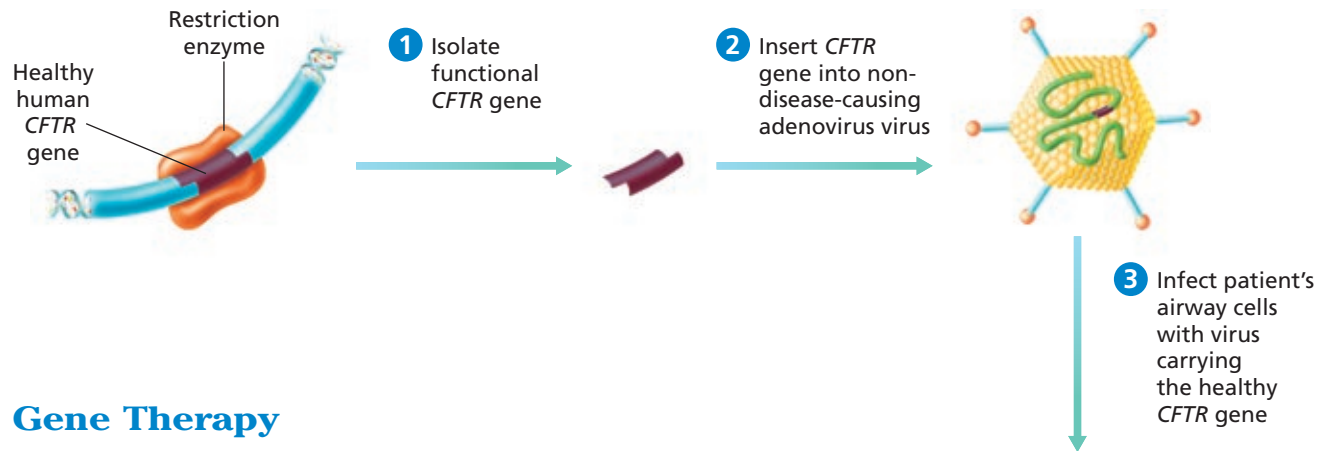 Restriction
enzyme
Healthy
human
CFTR
gene
1 Isolate
functional
CFTR gene
2 Insert CFTR
gene into non-
disease-causing
adenovirus virus
3 Infect patient's
airway cells
with virus
carrying
the healthy
CFTR gene
Gene Therapy